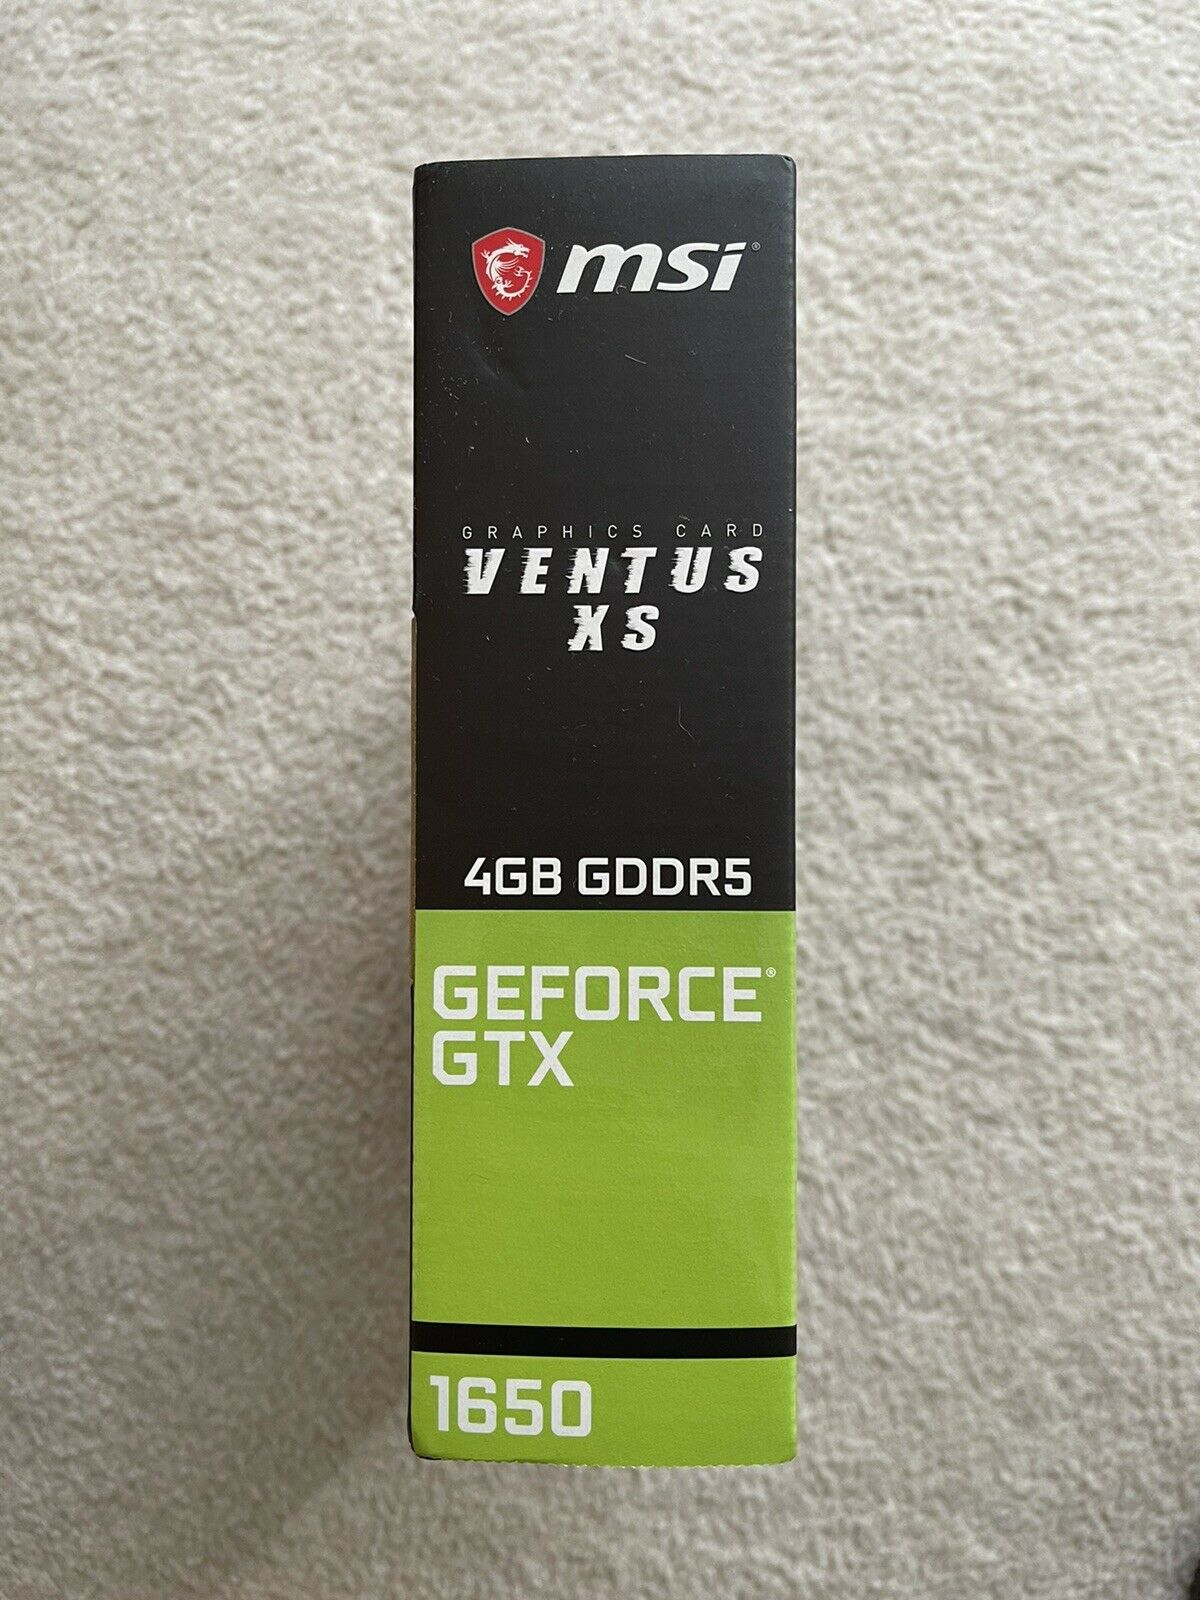 msi®
GRAPHICS CARD
VENTUS
XS
4GB GDDR5
GEFORCE®
GTX
1650